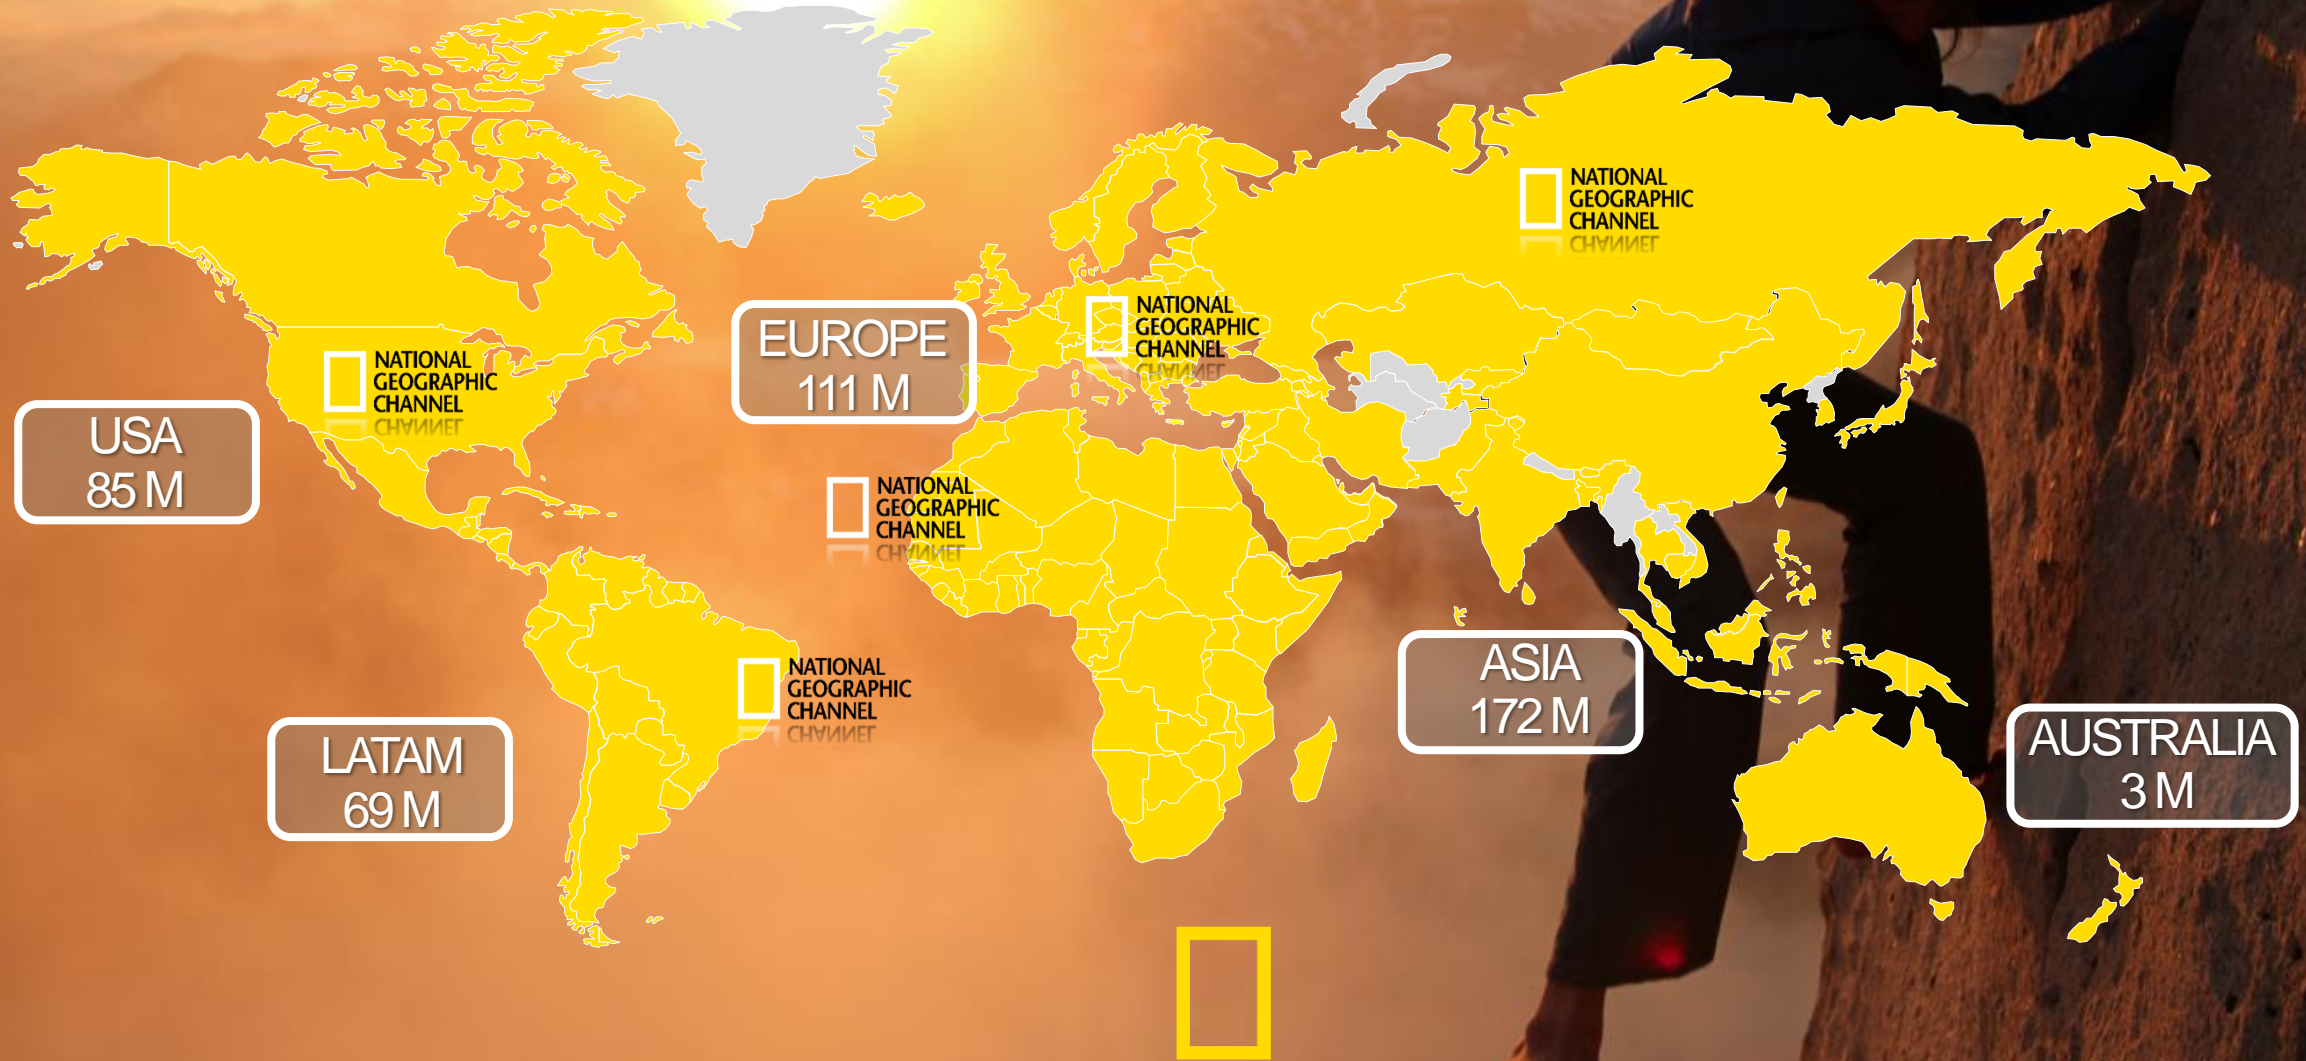 NATIONAL
GEOGRAPHIC
CHANNEL
NATIONAL
GEOGRAPHIC
CHANNEL
EUROPE
111 M
NATIONAL
GEOGRAPHIC
CHANNEL
USA
85 M
NATIONAL
GEOGRAPHIC
CHANNEL
ASIA
172 M
NATIONAL
GEOGRAPHIC
CHANNEL
LATAM
69 M
AUSTRALIA
3 M